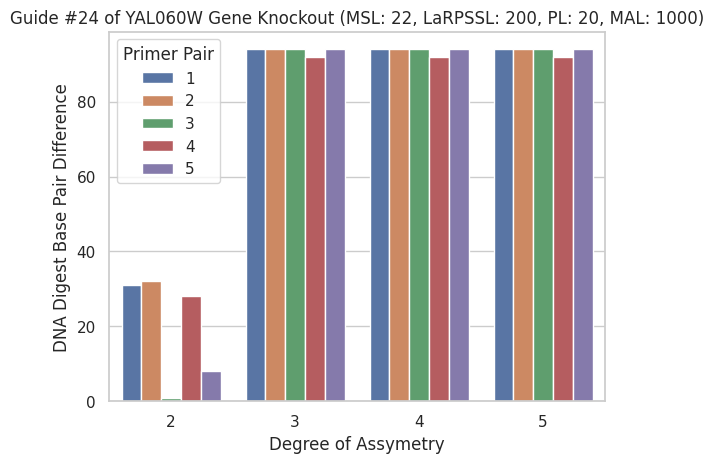 Guide #24 of YAL060W Gene Knockout (MSL: 22, LaRPSSL: 200, PL: 20, MAL: 1000)
Primer Pair
1
2
3
4
5
DNA Digest Base Pair Difference
80
60
40
20
0
2 3 4 5
Degree of Assymetry